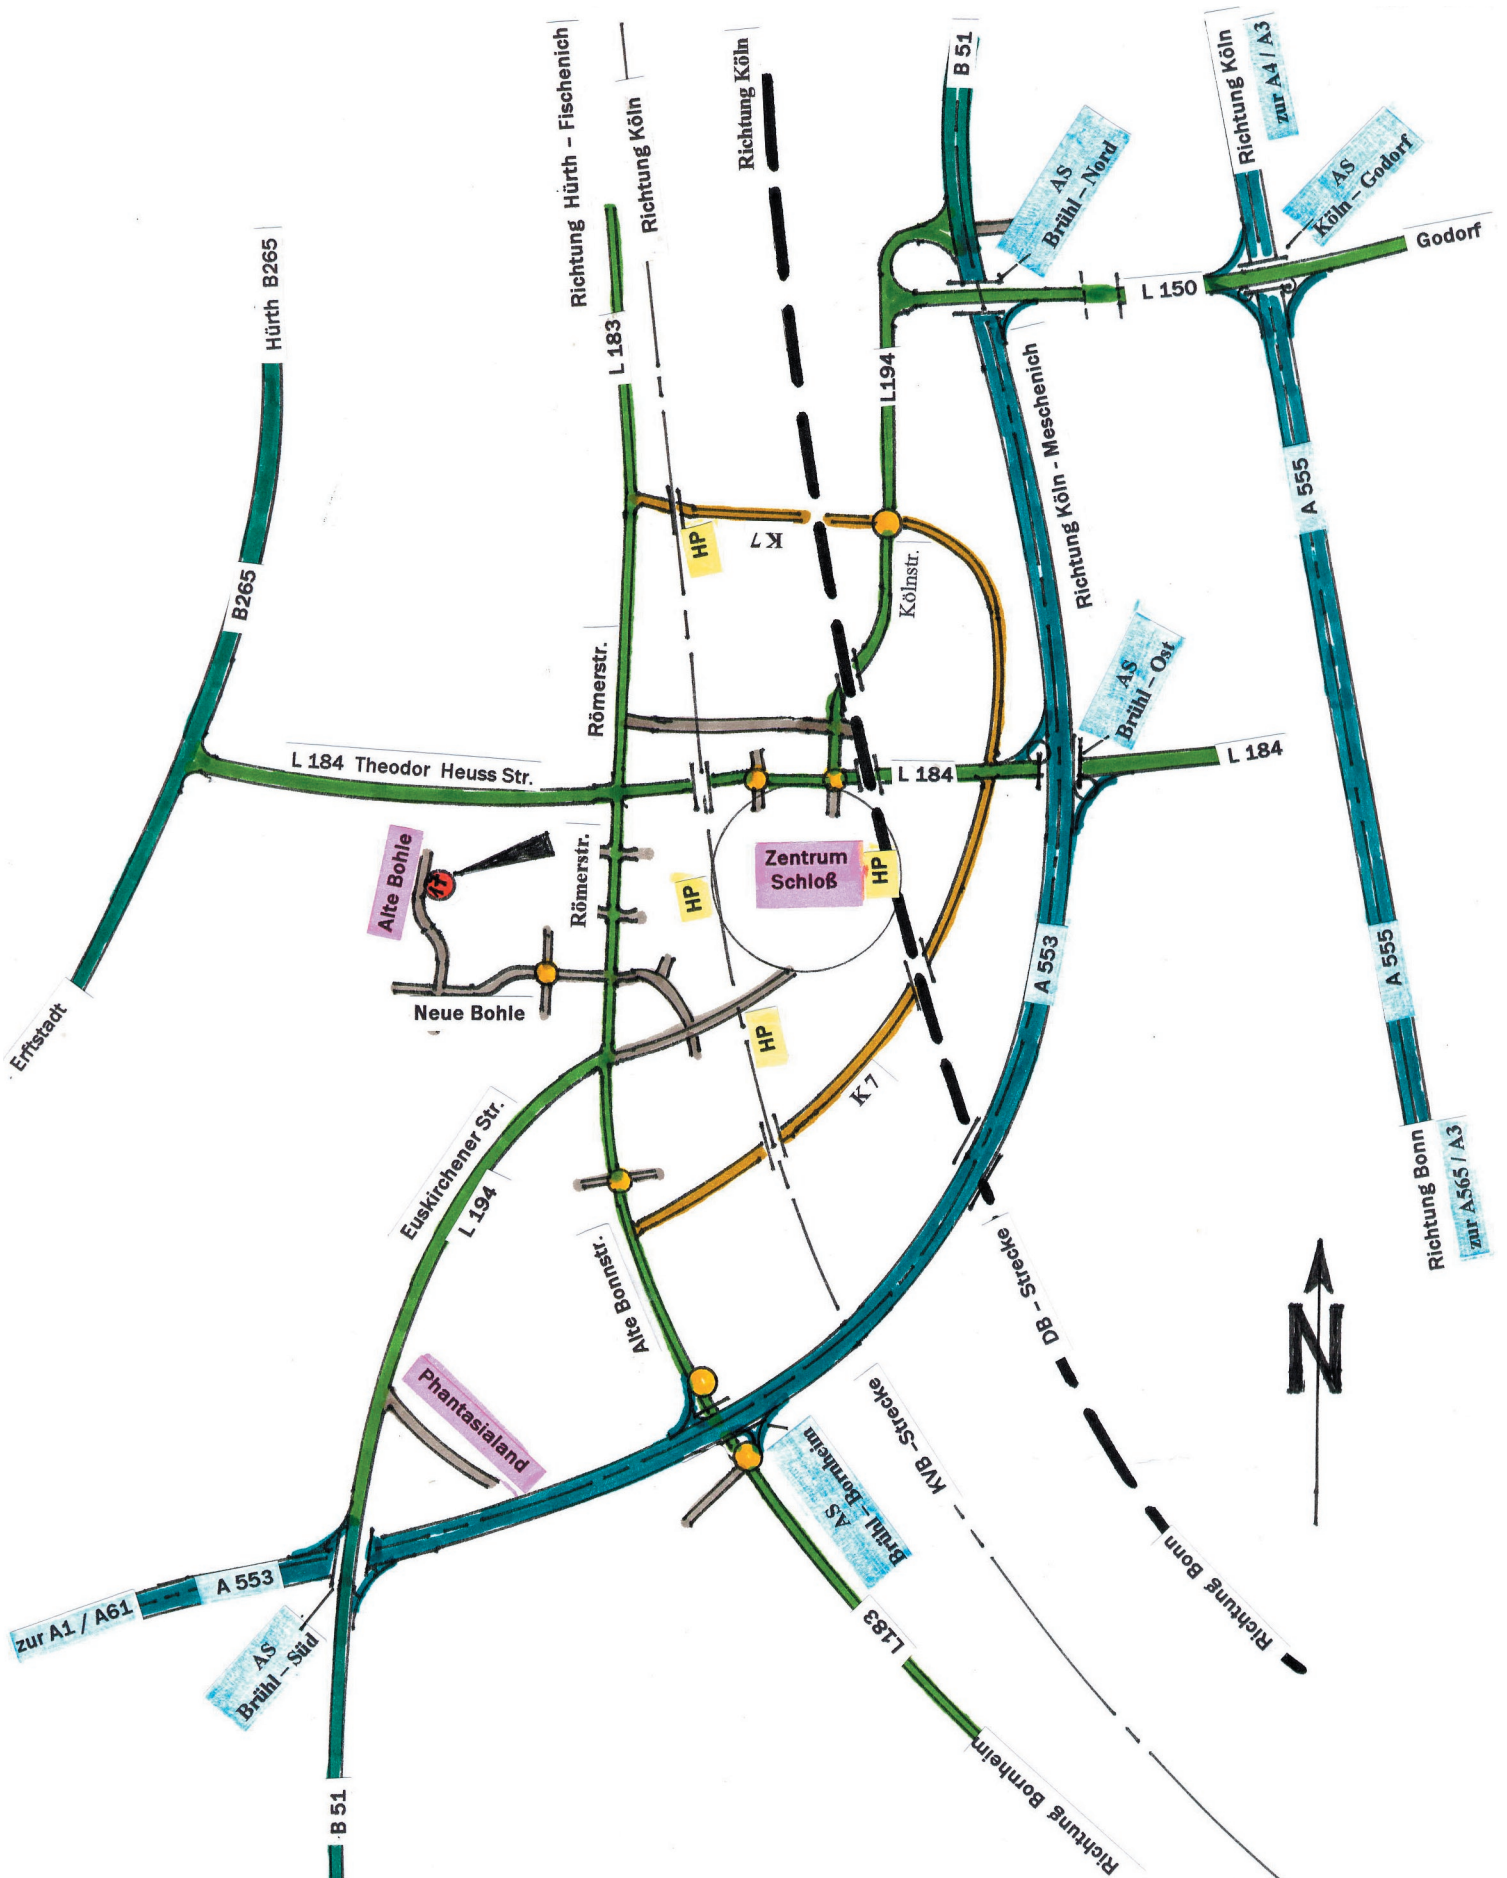 Richtung Hürth – Fischenich
Richtung Köln
Richtung Köln
B 51
Richtung Köln
zur A4 / A3
AS
Brühl – Nord
AS
Köln – Godorf
Godorf
L 150
Hürth B265
L 183
L194
Richtung Köln - Meschenich
A 555
HP
K 7
Kölnstr.
B265
Römerstr.
AS
Brühl – Ost
L 184 Theodor Heuss Str.
L 184
L 184
Alte Bohle
17
Römerstr.
Zentrum
Schloß
HP
HP
A 553
A 555
Neue Bohle
Erftstadt
HP
K 7
Euskirchener Str.
L 194
Richtung Bonn
zur A565 / A3
Alte Bonnstr.
DB – Strecke
N
Phantasialand
KVB –Strecke
AS
Brühl – Bornheim
A 553
zur A1 / A61
AS
Brühl – Süd
Richtung Bonn
L183
B 51
Richtung Bornheim